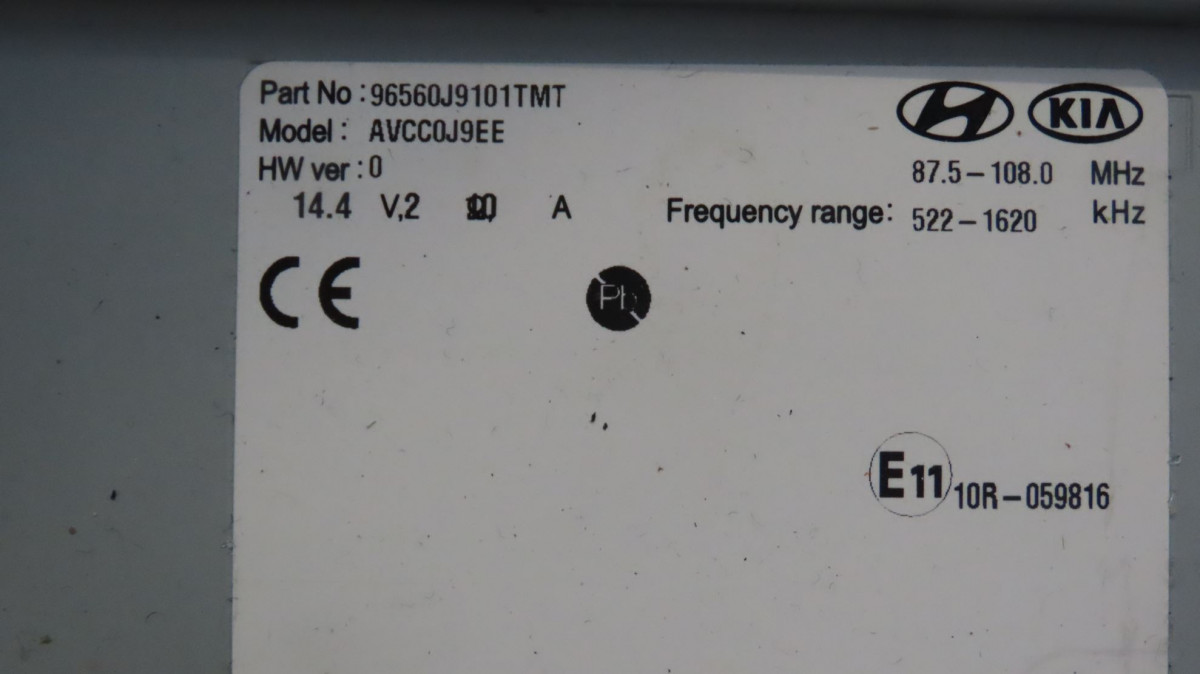 Part No : 96560J9101TMT
Model : AVCC0J9EE
HW ver : 0
14.4 V,2 A
KIA
87.5－108.0 MHz
Frequency range: 522－1620 kHz
CE
Pb
E11 10R－059816